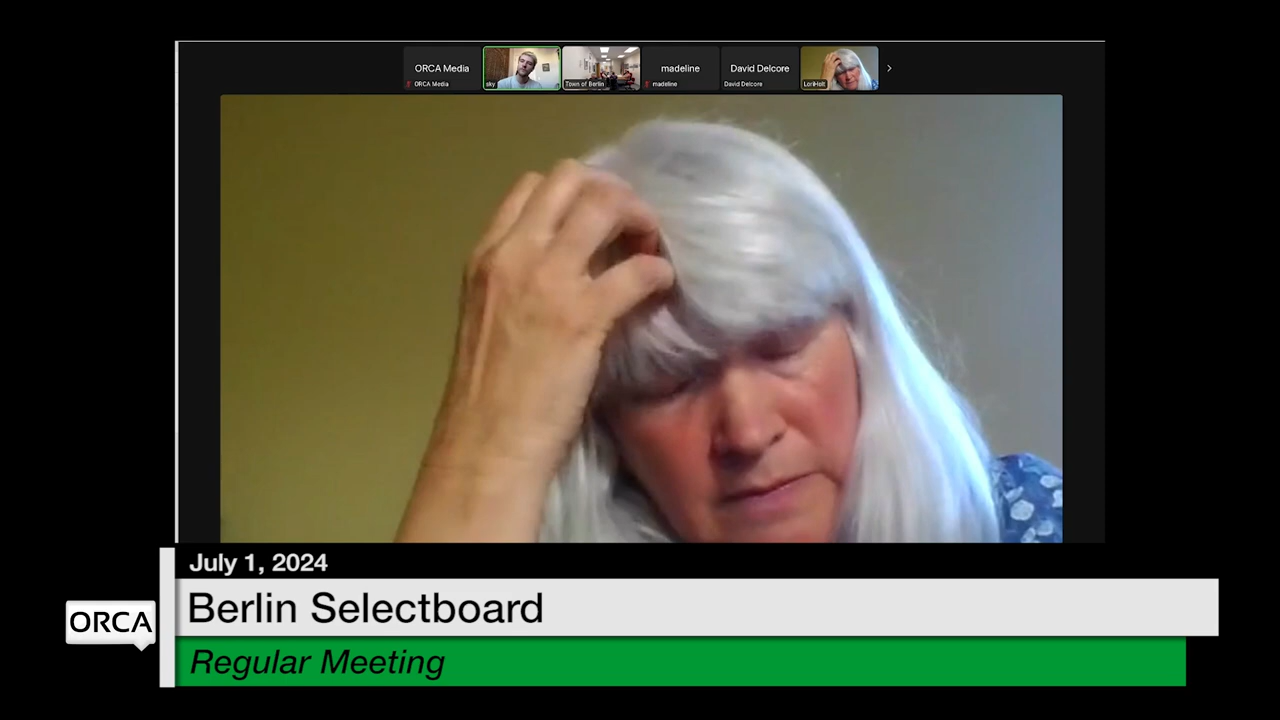 ORCA Media
madeline
David Delcore
ORCA Media
sky
Town of Berlin
madeline
David Delcore
LoriHolt
July 1, 2024
Berlin Selectboard
ORCA
Regular Meeting